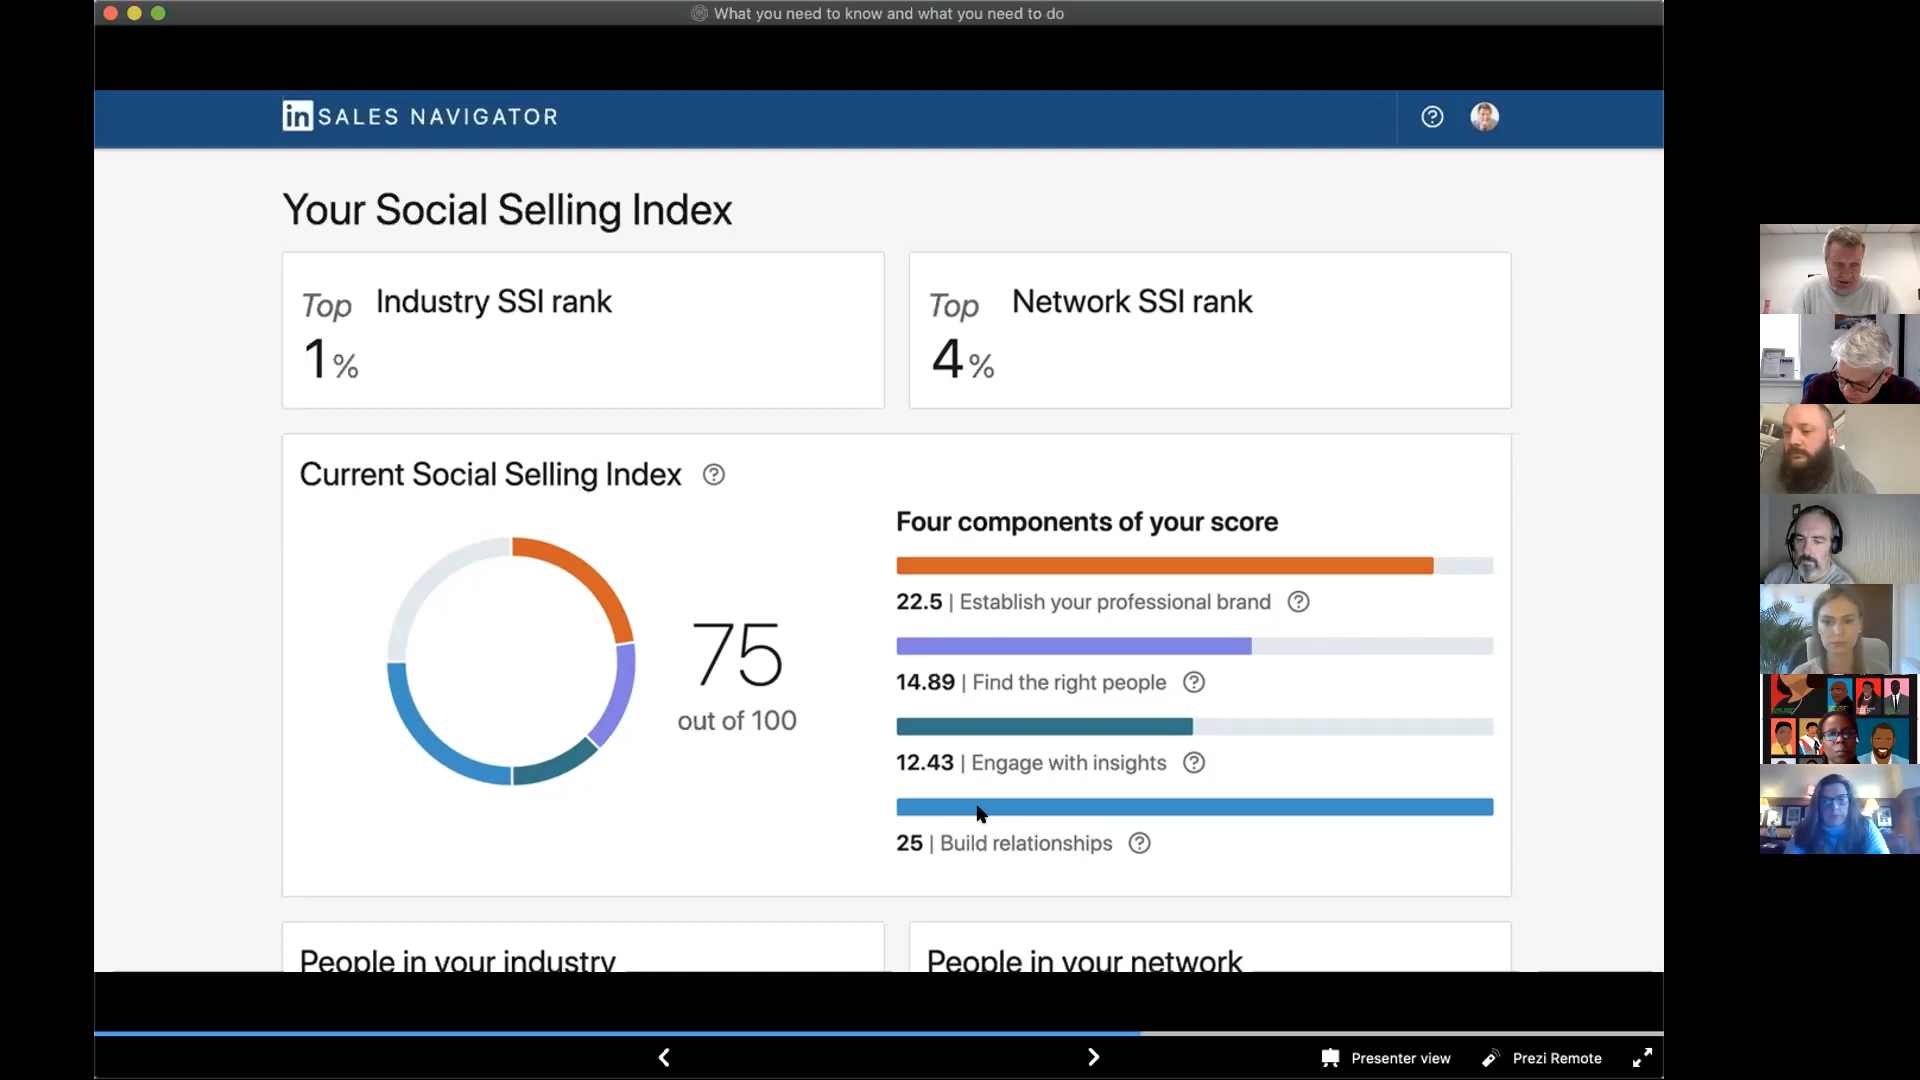 What you need to know and what you need to do
in SALES NAVIGATOR
Your Social Selling Index
Top Industry SSI rank
1%
Top Network SSI rank
4%
Current Social Selling Index
75
out of 100
Four components of your score
22.5 | Establish your professional brand
14.89 | Find the right people
12.43 | Engage with insights
25 | Build relationships
People in your industry
People in your network
Presenter view
Prezi Remote